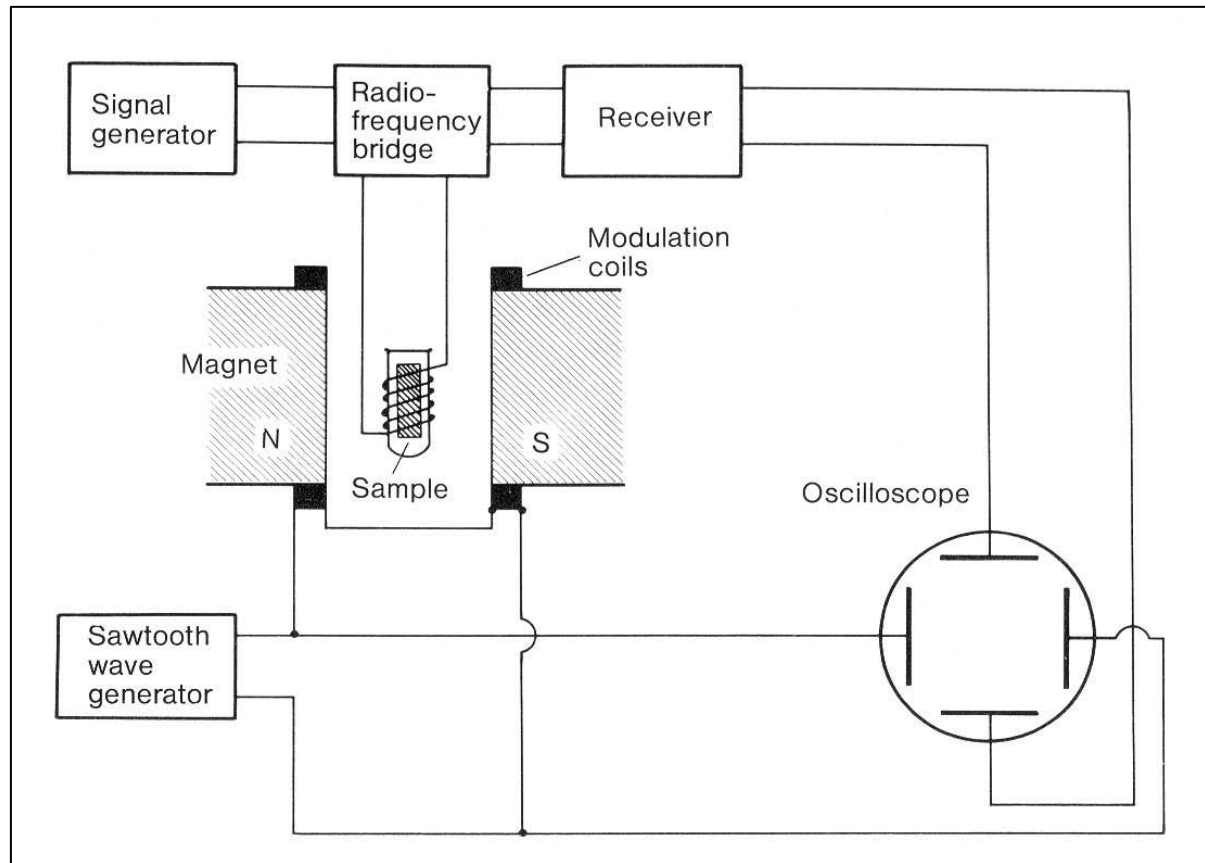 Signal
generator
Radio-
frequency
bridge
Receiver
Modulation
coils
Magnet
N
S
Sample
Oscilloscope
Sawtooth
wave
generator